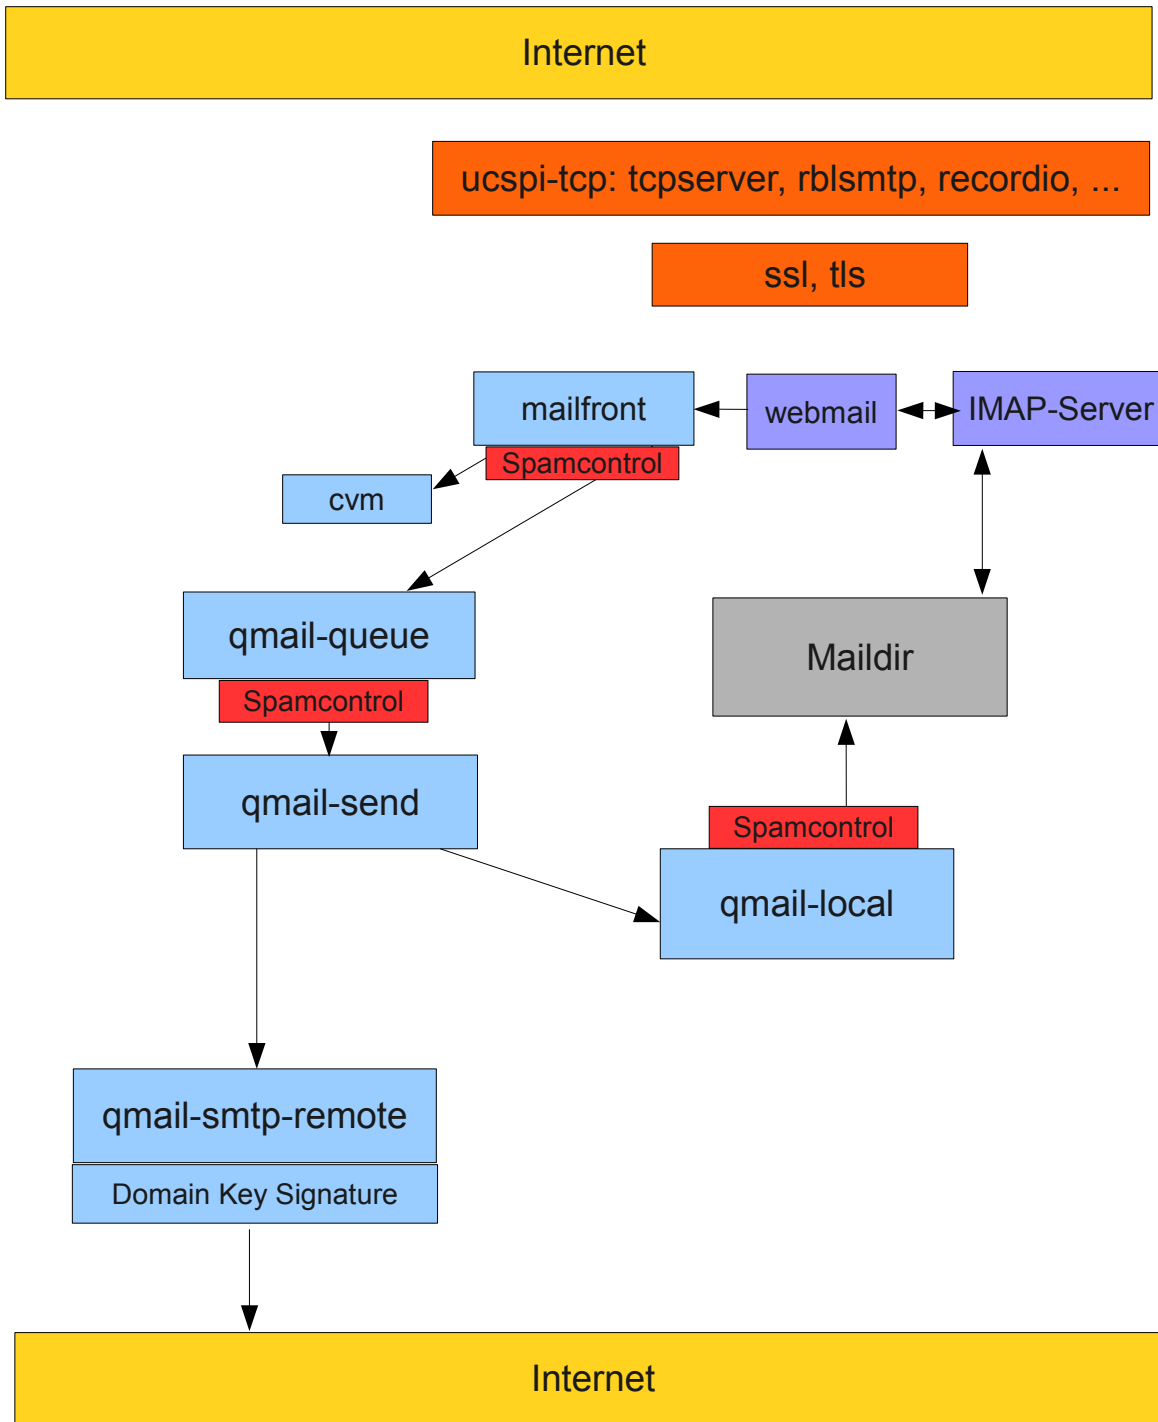 Internet
ucspi-tcp: tcpserver, rblsmtp, recordio, ...
ssl, tls
mailfront
webmail
IMAP-Server
Spamcontrol
cvm
qmail-queue
Maildir
Spamcontrol
qmail-send
Spamcontrol
qmail-local
qmail-smtp-remote
Domain Key Signature
Internet